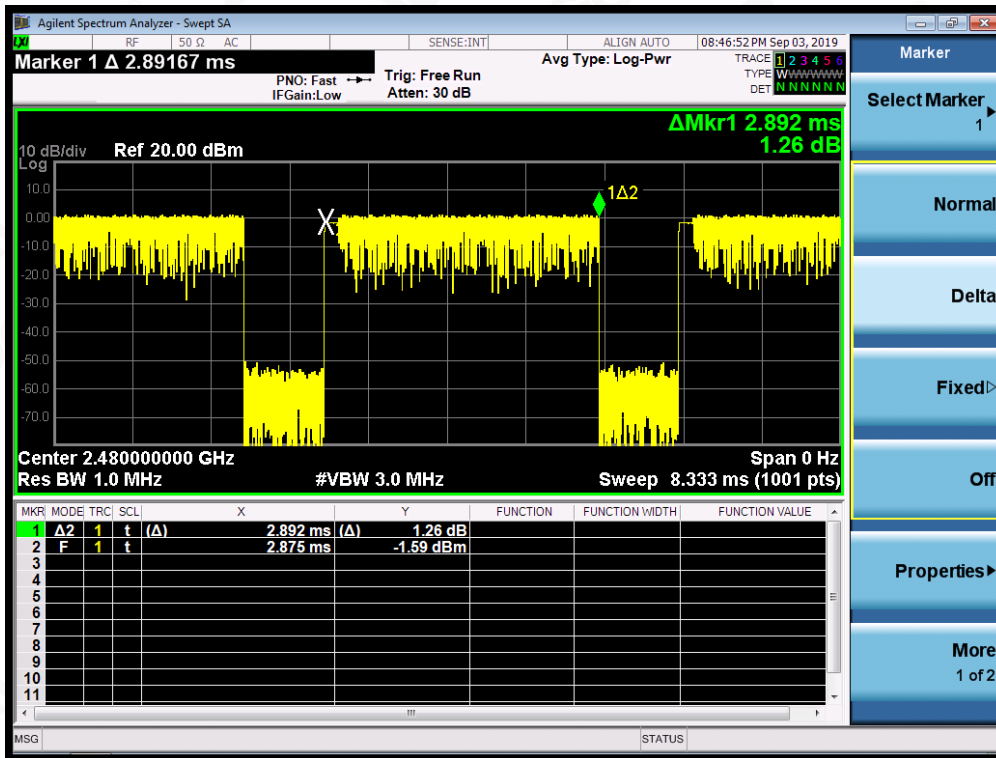 Agilent Spectrum Analyzer - Swept SA
LXI RF 50 Ω AC SENSE:INT ALIGN AUTO 08:46:52 PM Sep 03, 2019
Marker 1 Δ 2.89167 ms
PNO: Fast
IFGain:Low
Trig: Free Run
Atten: 30 dB
Avg Type: Log-Pwr
TRACE 1 2 3 4 5 6
TYPE WWWWWWW
DET N N N N N N
ΔMkr1 2.892 ms
1.26 dB
10 dB/div Ref 20.00 dBm
Log
10.0
0.00
-10.0
-20.0
-30.0
-40.0
-50.0
-60.0
-70.0
X
1Δ2
Center 2.480000000 GHz Span 0 Hz
Res BW 1.0 MHz #VBW 3.0 MHz Sweep 8.333 ms (1001 pts)
MKR MODE TRC SCL X Y FUNCTION FUNCTION WIDTH FUNCTION VALUE
1 Δ2 1 t (Δ) 2.892 ms (Δ) 1.26 dB
2 F 1 t 2.875 ms -1.59 dBm
3
4
5
6
7
8
9
10
11
MSG STATUS
Marker
Select Marker
1
Normal
Delta
Fixed
Off
Properties
More
1 of 2